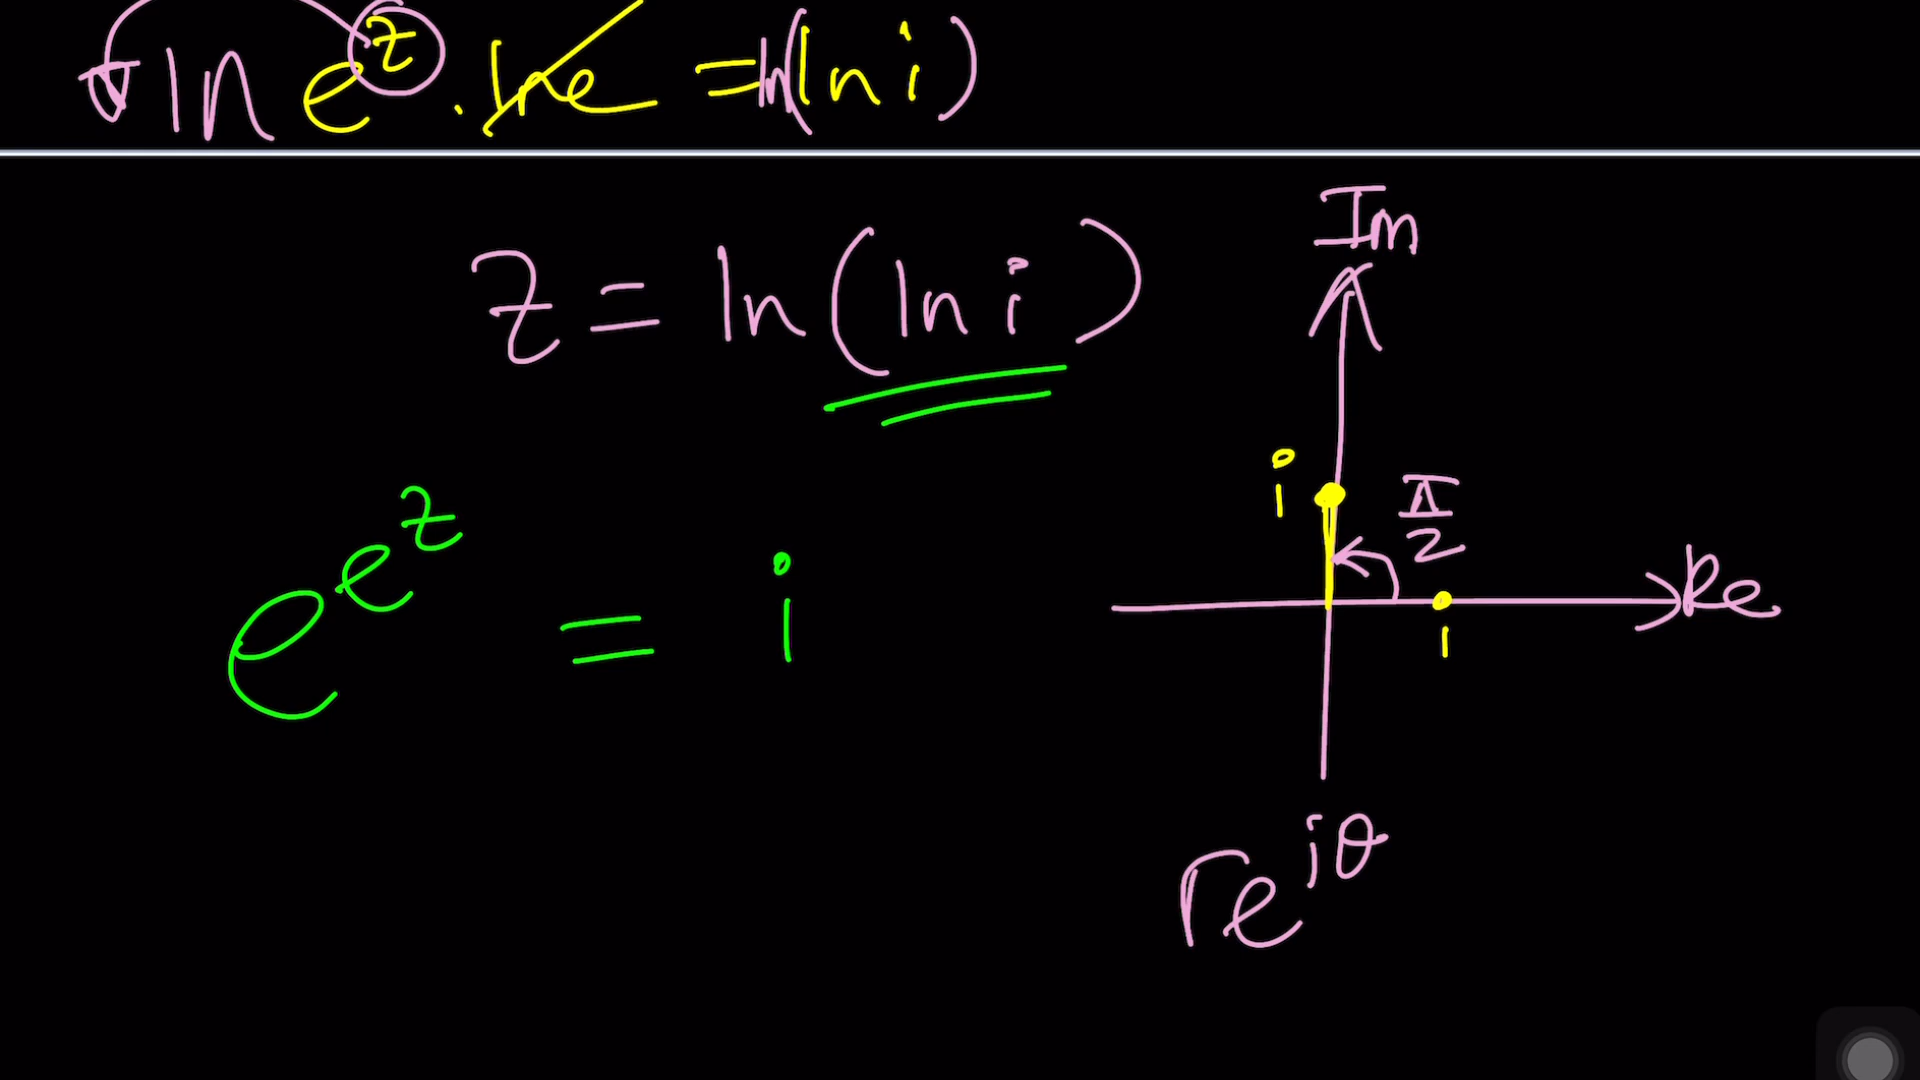 ln e^z · ln e = ln(ln i)
z = ln(ln i)
Im
e^e^z = i
i
π/2
Re
1
re^iθ